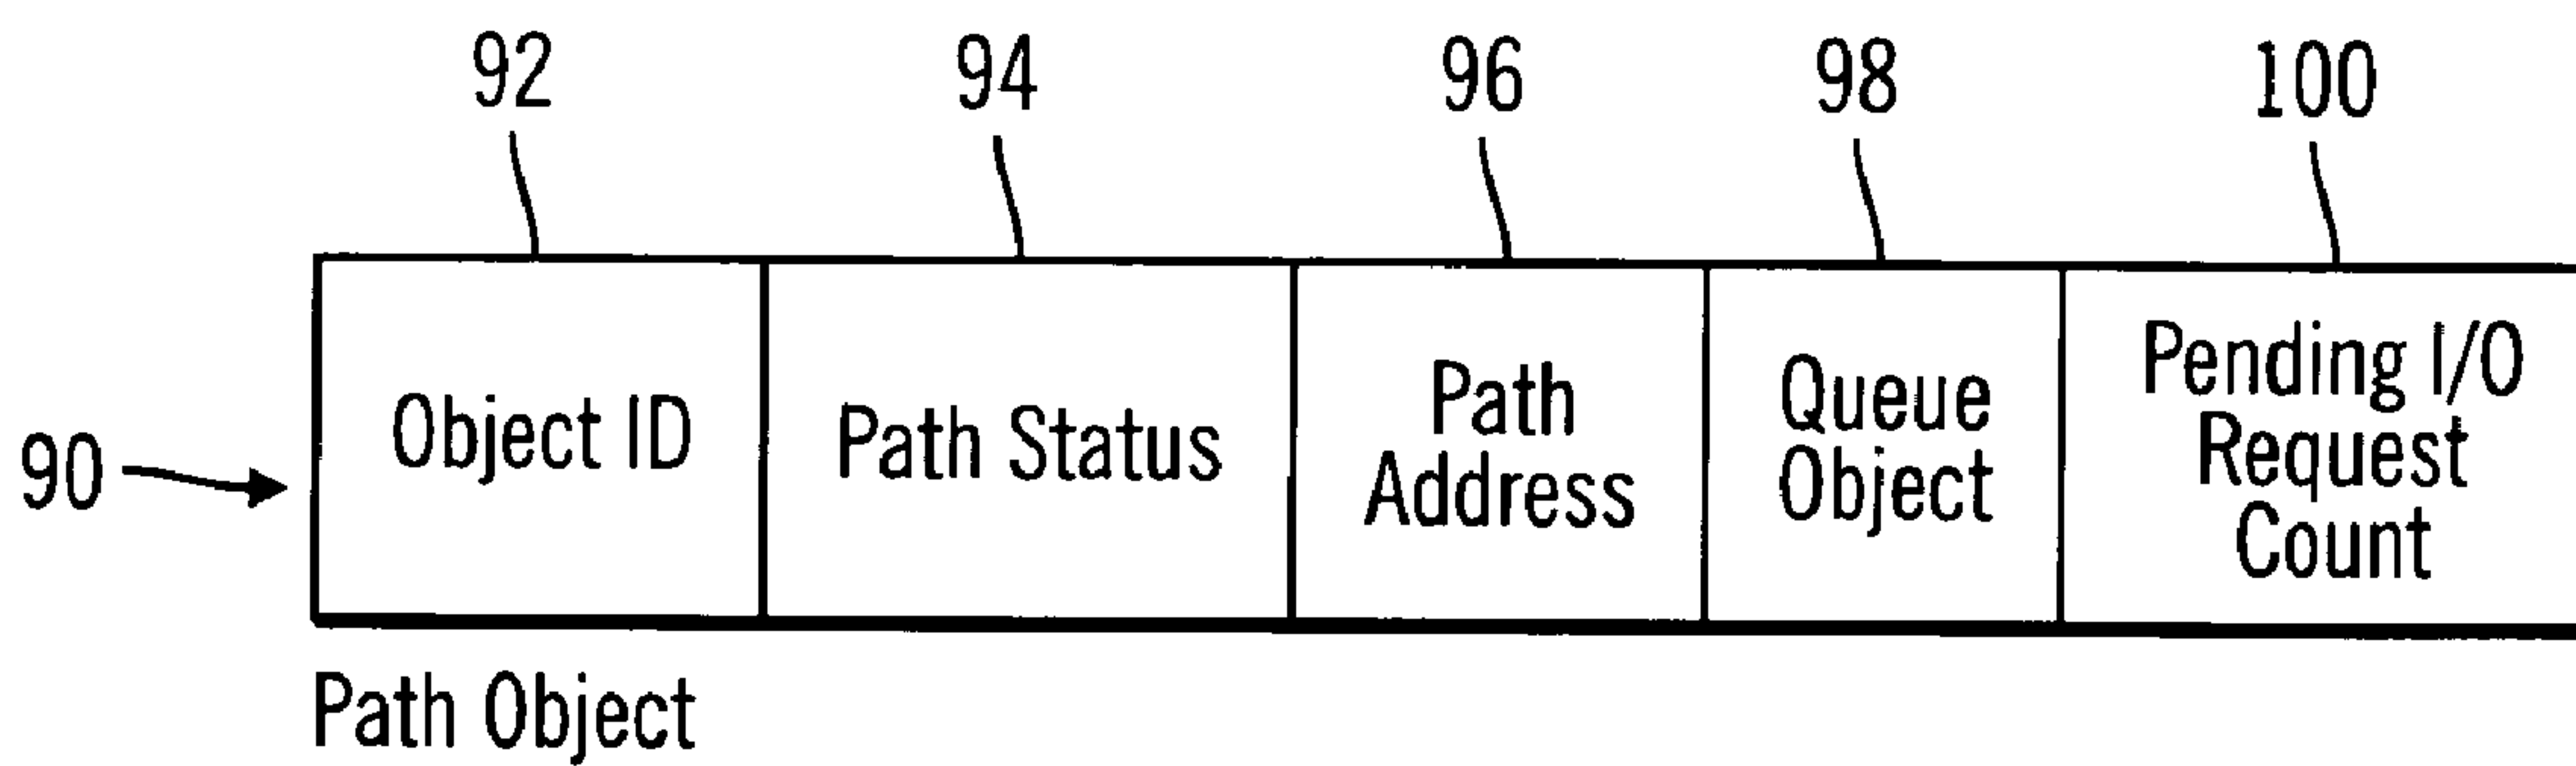 92 94 96 98 100
90
Object ID
Path Status
Path
Address
Queue
Object
Pending I/O
Request
Count
Path Object